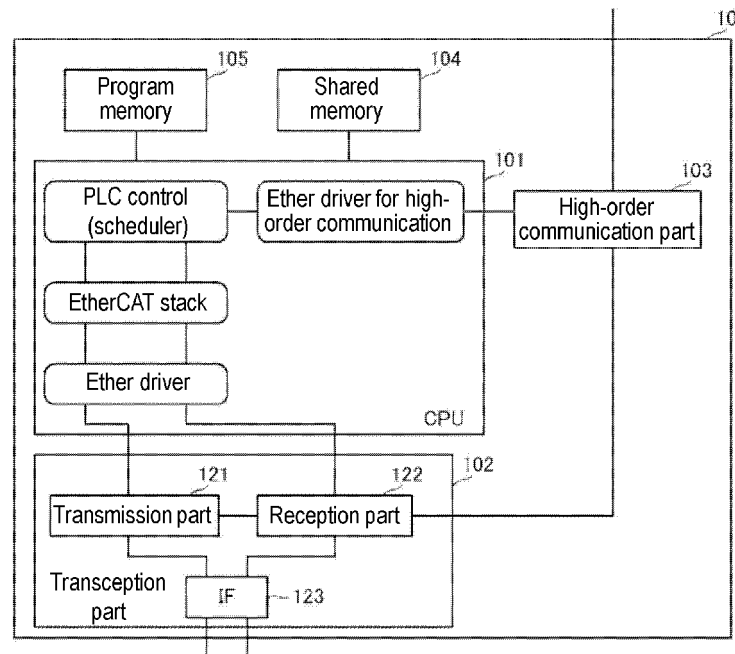 10
105
104
Program
memory
Shared
memory
101
103
PLC control
(scheduler)
Ether driver for high-
order communication
High-order
communication part
EtherCAT stack
Ether driver
CPU
121
122
102
Transmission part
Reception part
Transception
part
IF
123